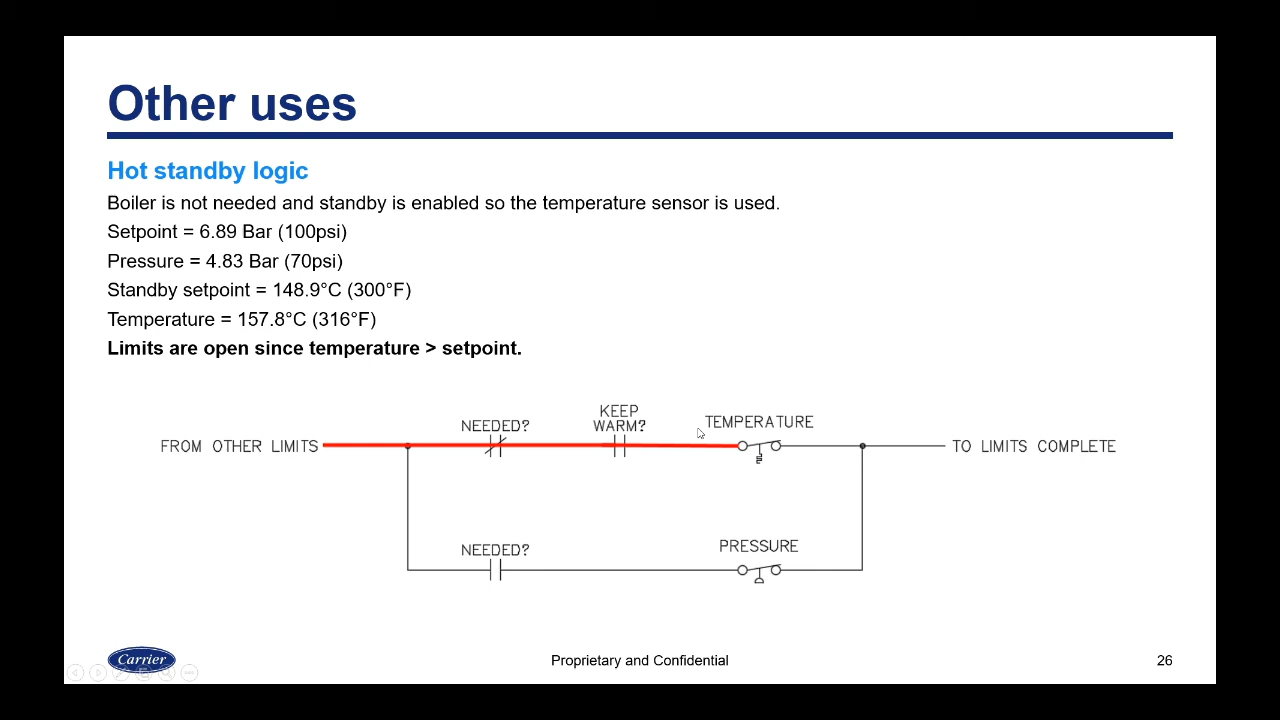 Other uses
Hot standby logic
Boiler is not needed and standby is enabled so the temperature sensor is used.
Setpoint = 6.89 Bar (100psi)
Pressure = 4.83 Bar (70psi)
Standby setpoint = 148.9°C (300°F)
Temperature = 157.8°C (316°F)
Limits are open since temperature > setpoint.
KEEP
NEEDED? WARM? TEMPERATURE
FROM OTHER LIMITS TO LIMITS COMPLETE
NEEDED? PRESSURE
Carrier Proprietary and Confidential 26